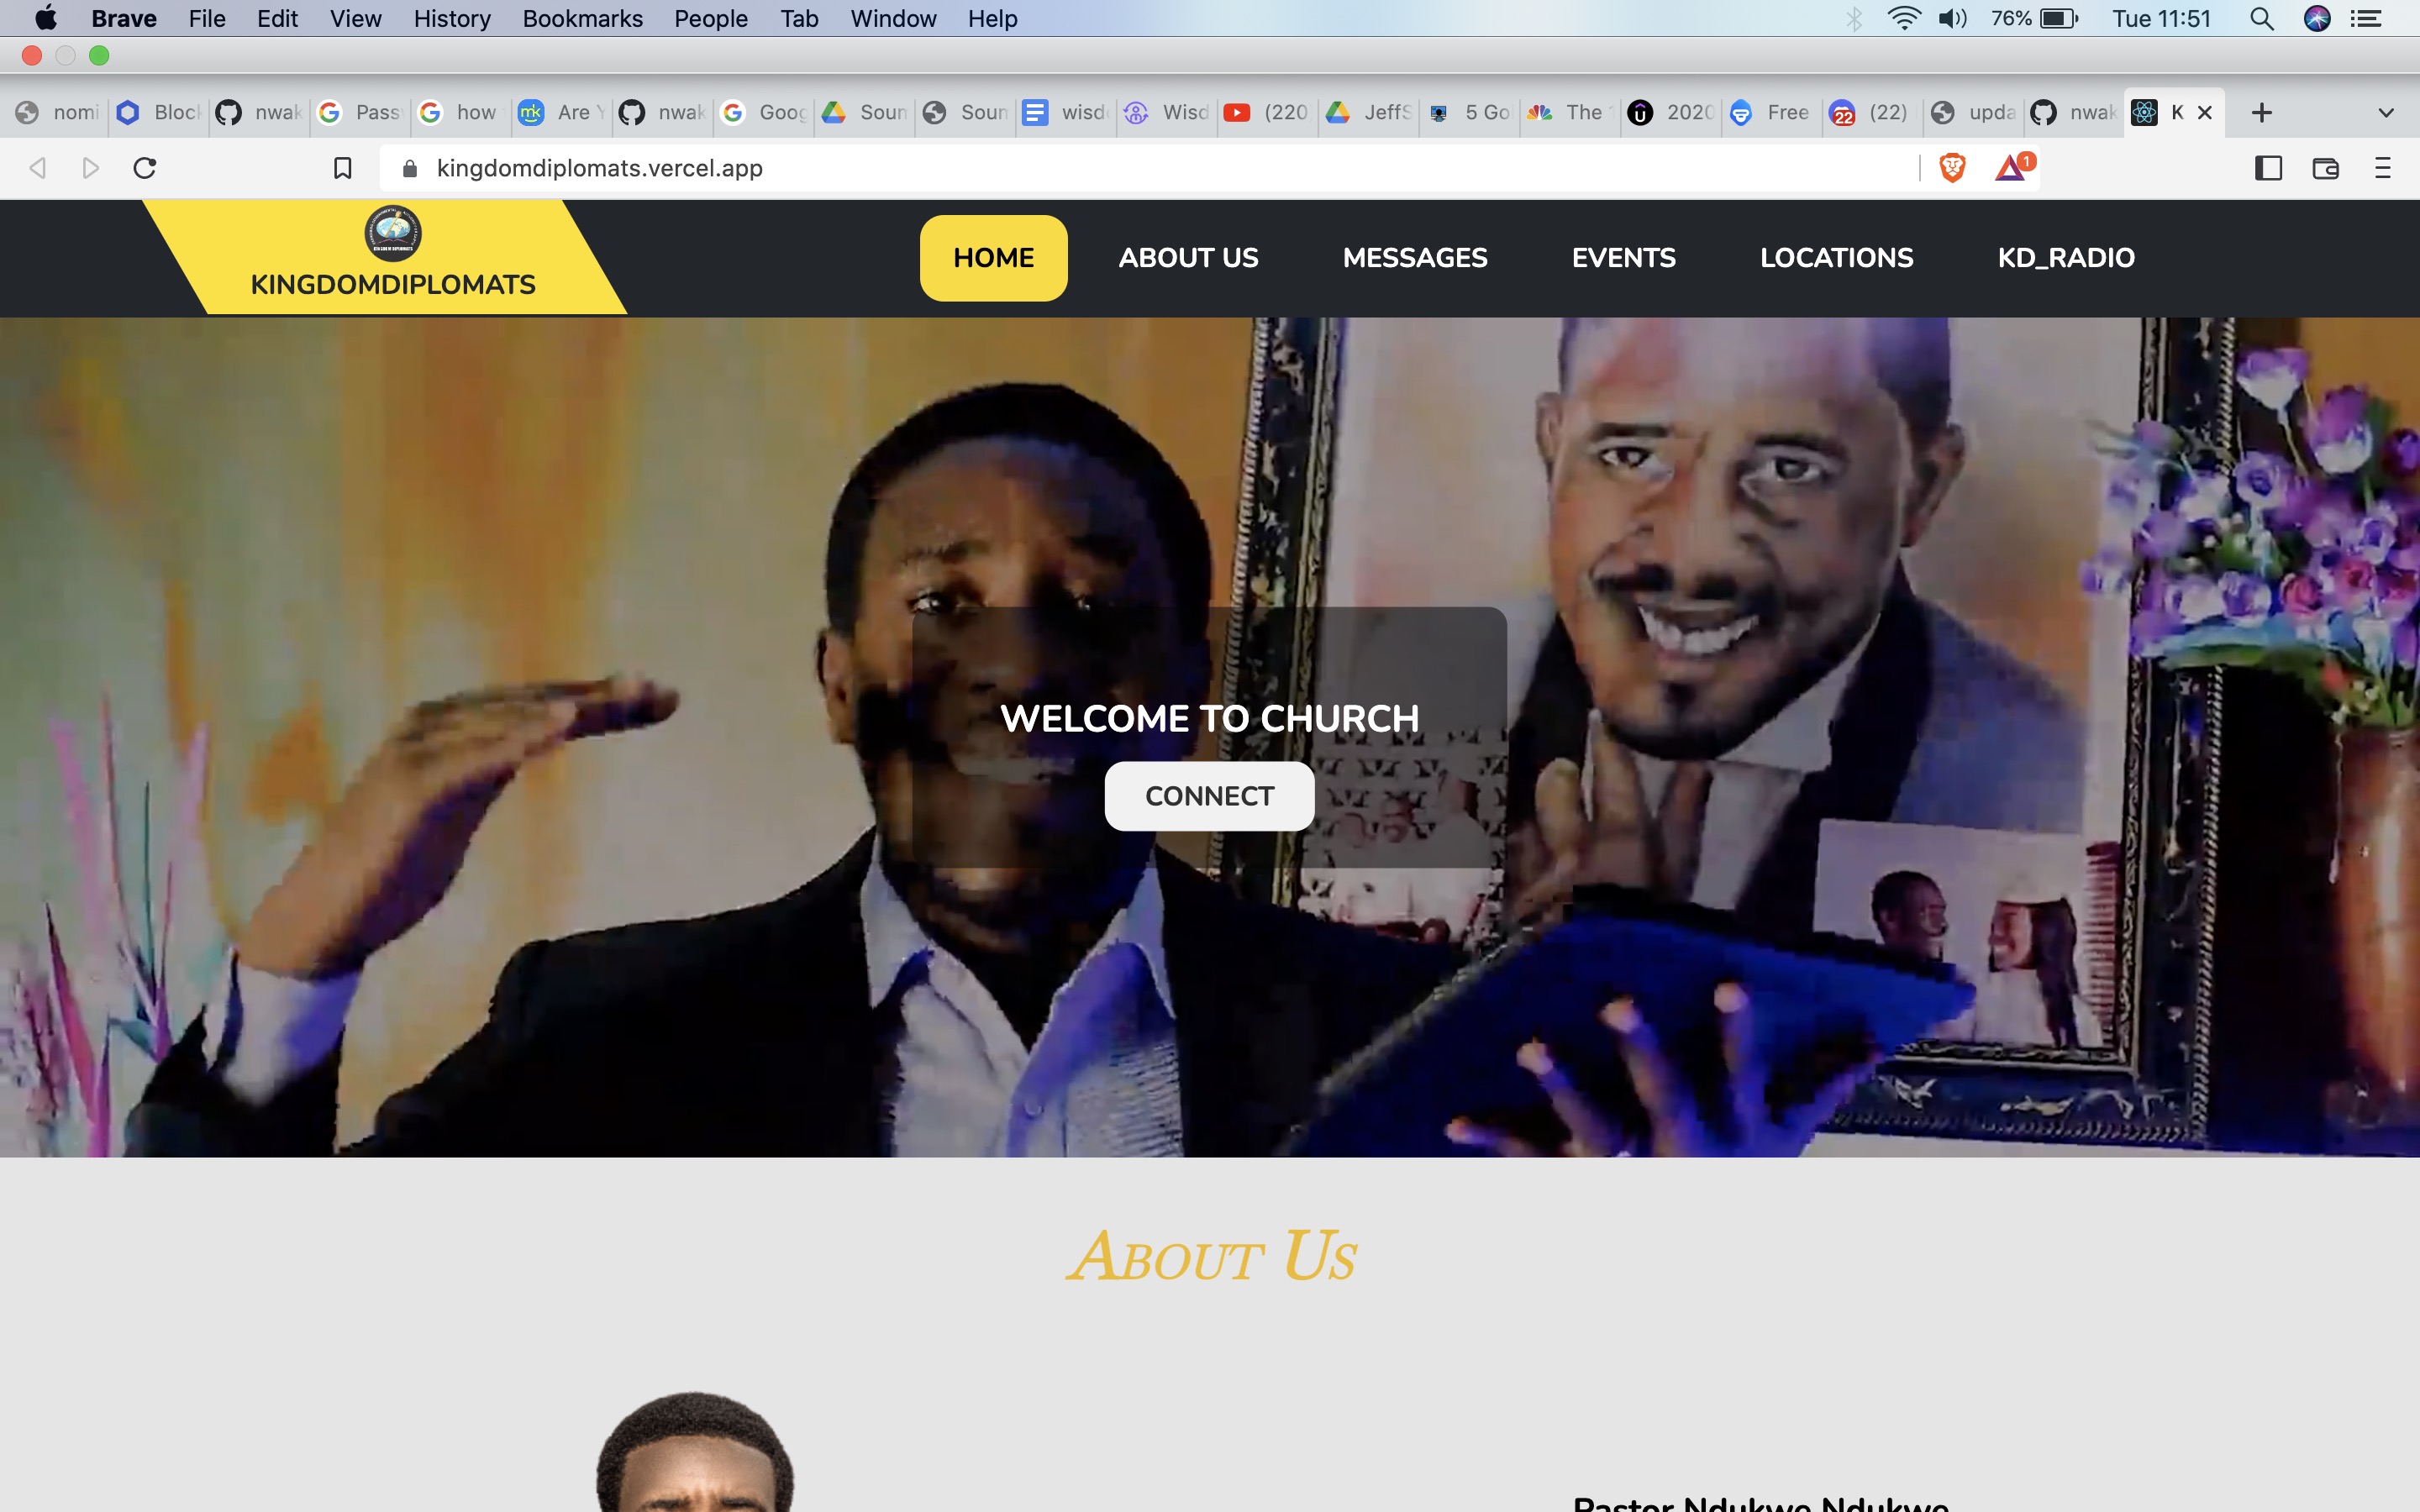 Brave File Edit View History Bookmarks People Tab Window Help 76% Tue 11:51
nomi Block nwak Pass how Are Y nwak Goog Soun Soun wisd Wisd (220 JeffS 5 Go The 2020 Free (22) upda nwak K
kingdomdiplomats.vercel.app 1
KINGDOMDIPLOMATS
HOME ABOUT US MESSAGES EVENTS LOCATIONS KD_RADIO
WELCOME TO CHURCH
CONNECT
About Us
Pastor Ndukwe Ndukwe